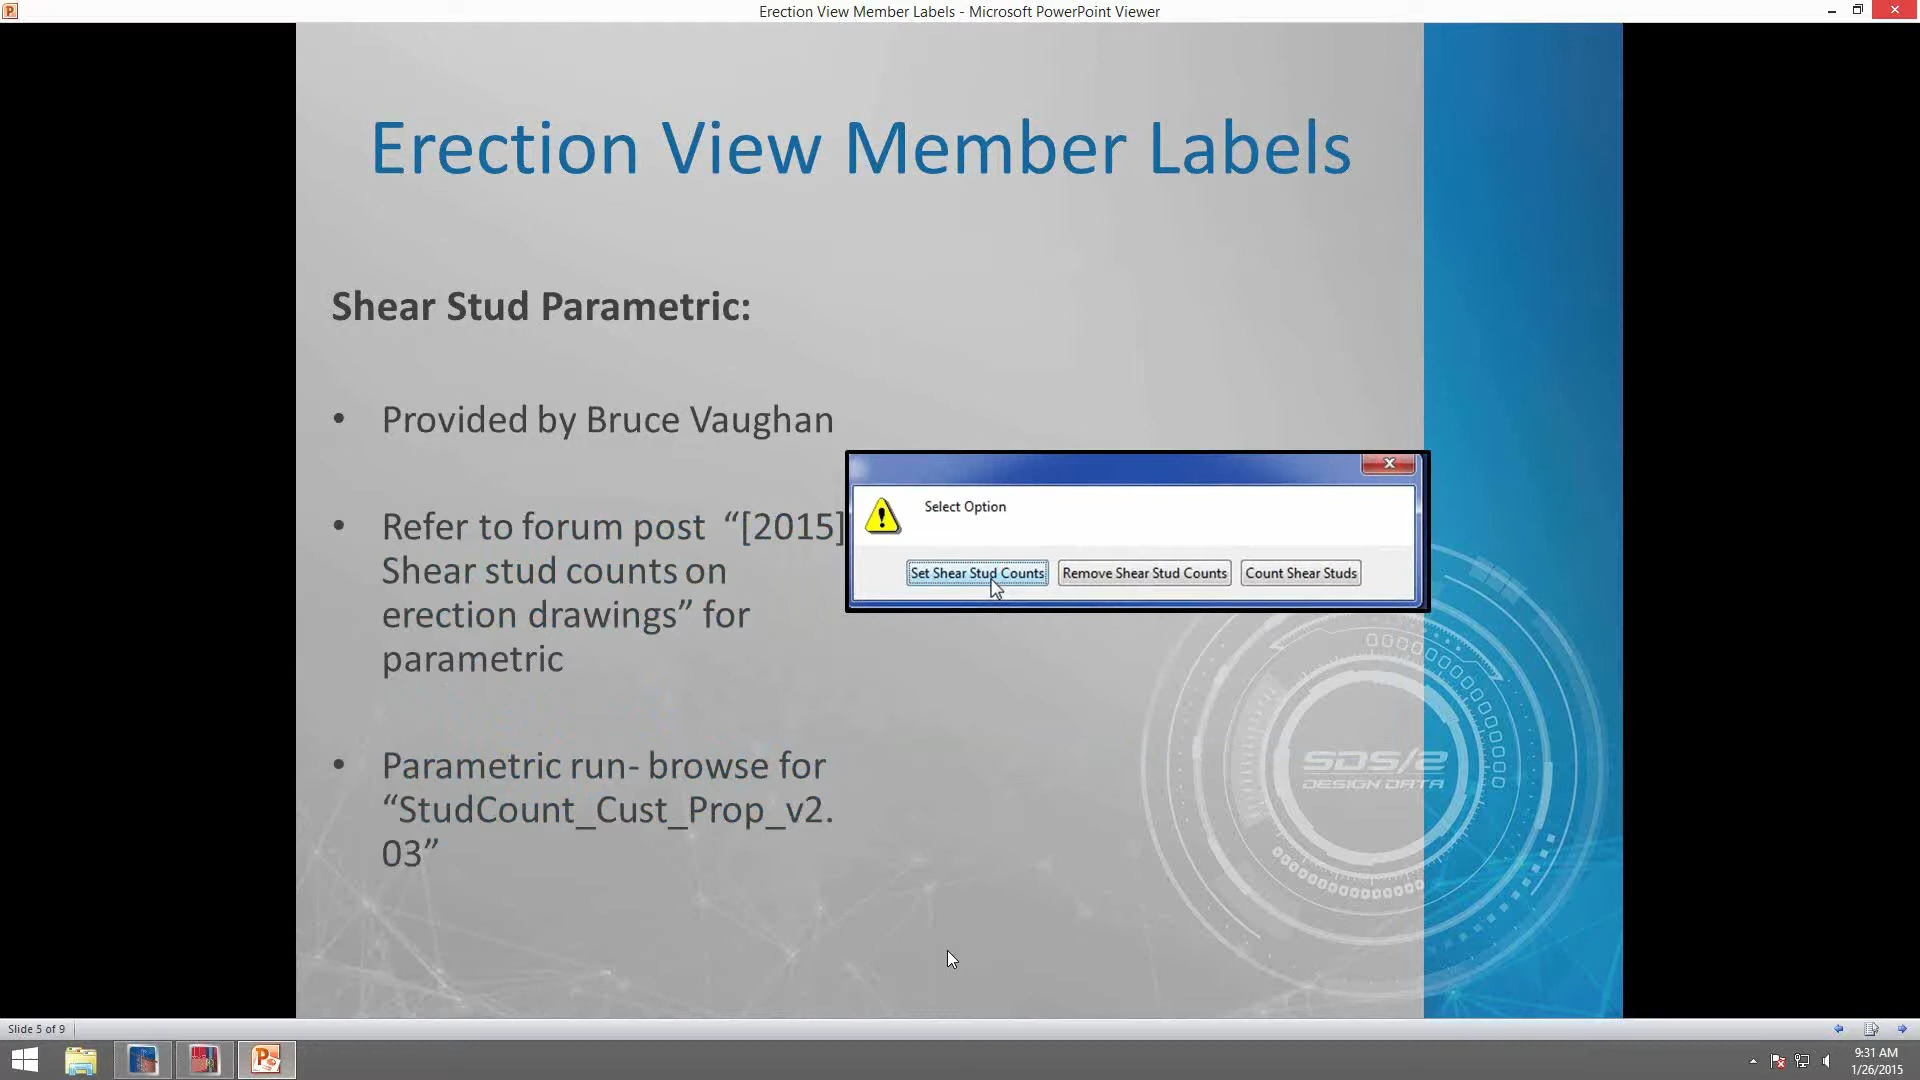 Erection View Member Labels - Microsoft PowerPoint Viewer
Erection View Member Labels
Shear Stud Parametric:
• Provided by Bruce Vaughan
• Refer to forum post “[2015]
Shear stud counts on
erection drawings” for
parametric
• Parametric run- browse for
“StudCount_Cust_Prop_v2.
03”
Select Option
Set Shear Stud Counts
Remove Shear Stud Counts
Count Shear Studs
SDS/2
DESIGN DATA
Slide 5 of 9
9:31 AM
1/26/2015